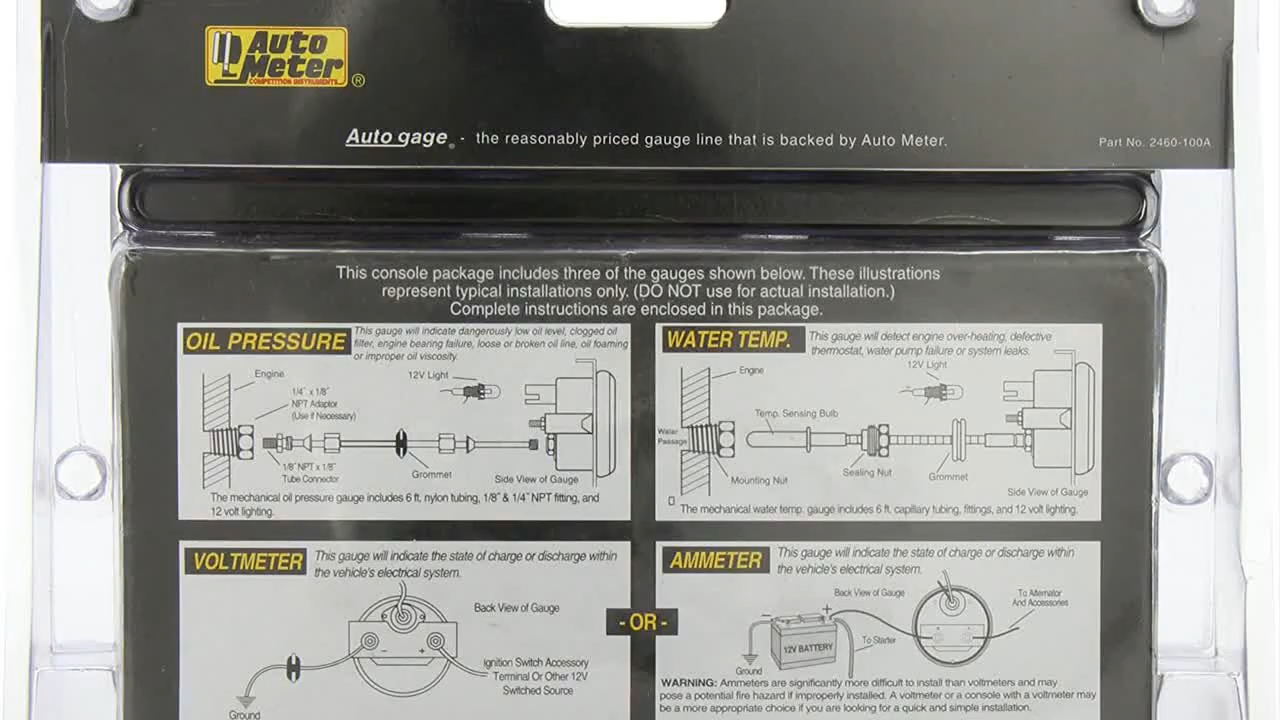 Auto
Meter
COMPETITION INSTRUMENTS
®
Auto gage® - the reasonably priced gauge line that is backed by Auto Meter.
Part No. 2460-100A
This console package includes three of the gauges shown below. These illustrations
represent typical installations only. (DO NOT use for actual installation.)
Complete instructions are enclosed in this package.
OIL PRESSURE
This gauge will indicate dangerously low oil level, clogged oil
filter, engine bearing failure, loose or broken oil line, oil foaming
or improper oil viscosity.
Engine
12V Light
1/4" x 1/8"
NPT Adaptor
(Use if Necessary)
1/8" NPT x 1/8"
Tube Connector
Grommet
Side View of Gauge
The mechanical oil pressure gauge includes 6 ft. nylon tubing, 1/8" & 1/4" NPT fitting, and
12 volt lighting.
WATER TEMP.
This gauge will detect engine over-heating, defective
thermostat, water pump failure or system leaks.
Engine
12V Light
Temp. Sensing Bulb
Water
Passage
Mounting Nut
Sealing Nut
Grommet
Side View of Gauge
The mechanical water temp. gauge includes 6 ft. capillary tubing, fittings, and 12 volt lighting.
VOLTMETER
This gauge will indicate the state of charge or discharge within
the vehicle's electrical system.
Back View of Gauge
- +
Ignition Switch Accessory
Terminal Or Other 12V
Switched Source
Ground
- OR -
AMMETER
This gauge will indicate the state of charge or discharge within
the vehicle's electrical system.
Back View of Gauge
To Alternator
And Accessories
- +
12V BATTERY
To Starter
Ground
WARNING: Ammeters are significantly more difficult to install than voltmeters and may
pose a potential fire hazard if improperly installed. A voltmeter or a console with a voltmeter may
be a more appropriate choice if you are looking for a quick and simple installation.